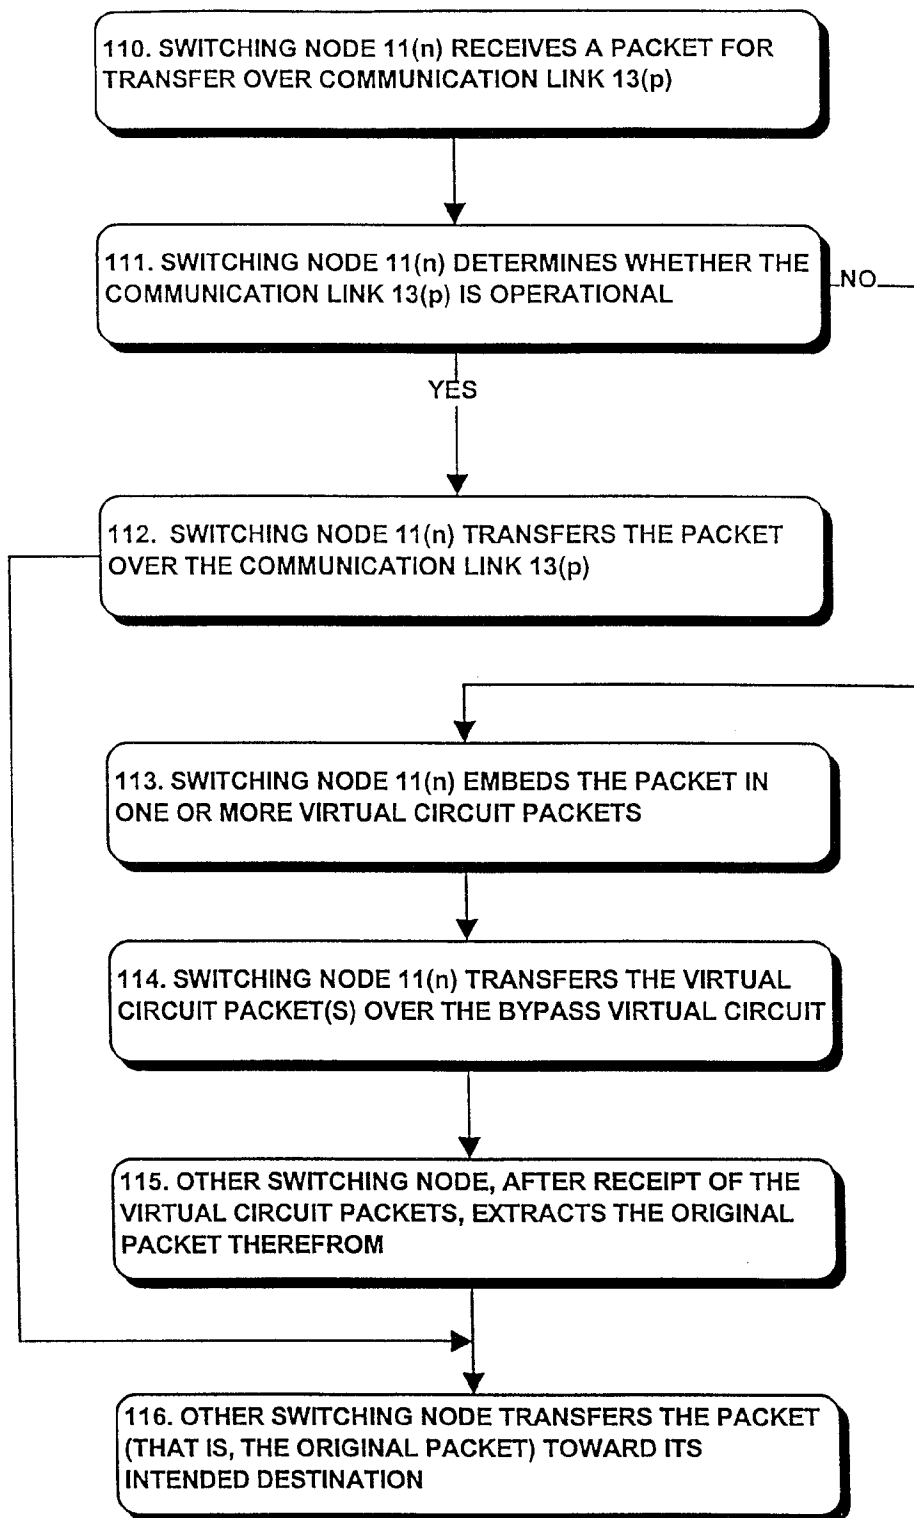 110. SWITCHING NODE 11(n) RECEIVES A PACKET FOR
TRANSFER OVER COMMUNICATION LINK 13(p)
111. SWITCHING NODE 11(n) DETERMINES WHETHER THE
COMMUNICATION LINK 13(p) IS OPERATIONAL
NO
YES
112. SWITCHING NODE 11(n) TRANSFERS THE PACKET
OVER THE COMMUNICATION LINK 13(p)
113. SWITCHING NODE 11(n) EMBEDS THE PACKET IN
ONE OR MORE VIRTUAL CIRCUIT PACKETS
114. SWITCHING NODE 11(n) TRANSFERS THE VIRTUAL
CIRCUIT PACKET(S) OVER THE BYPASS VIRTUAL CIRCUIT
115. OTHER SWITCHING NODE, AFTER RECEIPT OF THE
VIRTUAL CIRCUIT PACKETS, EXTRACTS THE ORIGINAL
PACKET THEREFROM
116. OTHER SWITCHING NODE TRANSFERS THE PACKET
(THAT IS, THE ORIGINAL PACKET) TOWARD ITS
INTENDED DESTINATION